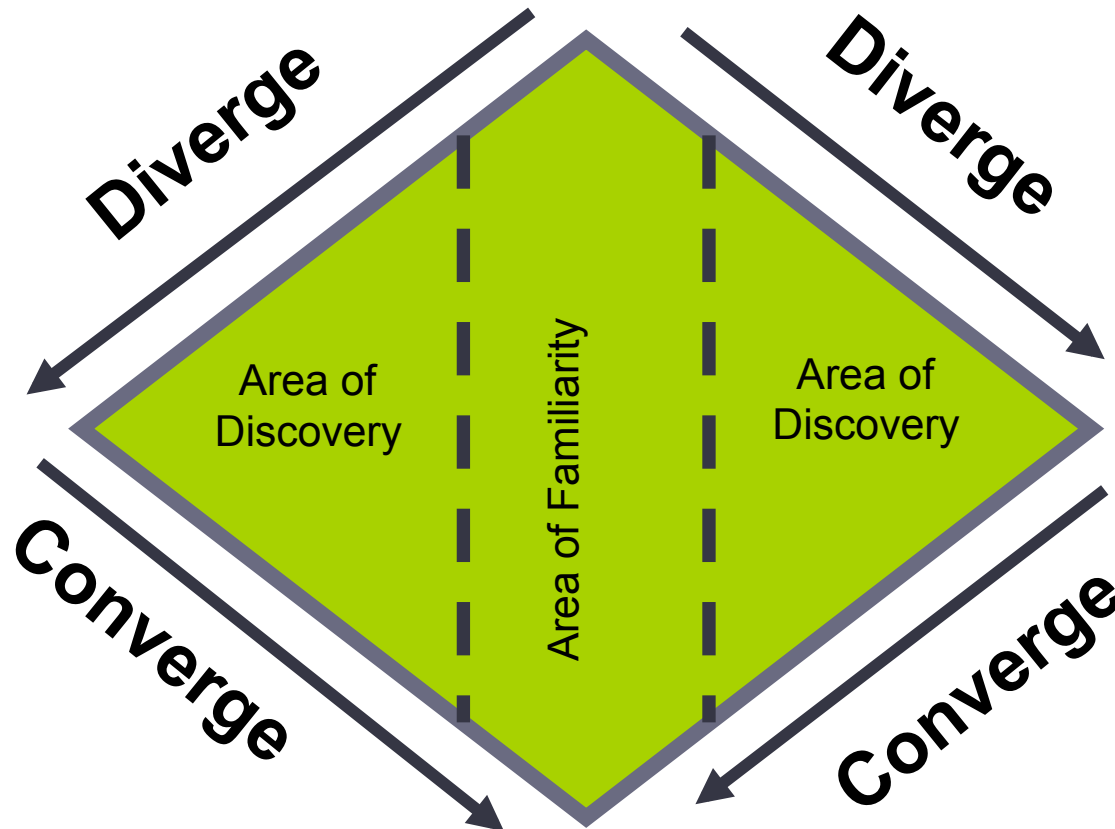 Diverge
Diverge
Area of
Discovery
Area of Familiarity
Area of
Discovery
Converge
Converge